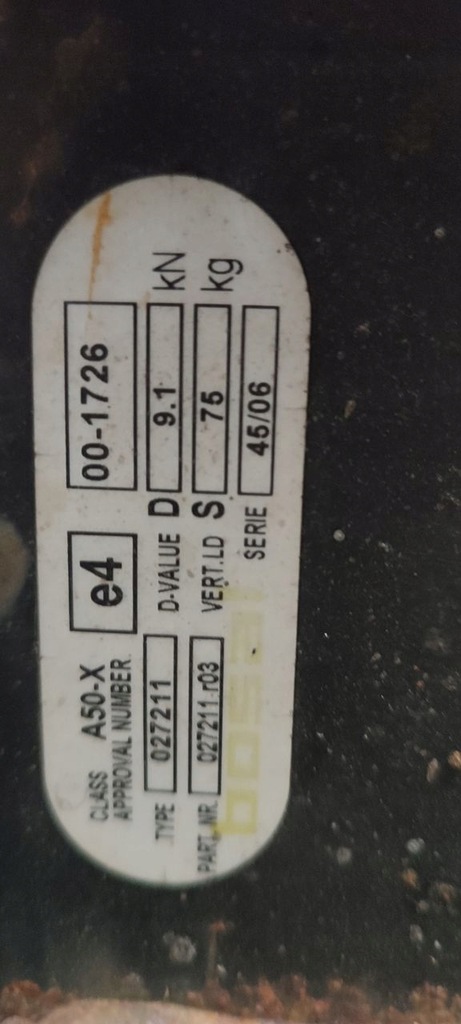 CLASS A50-X
APPROVAL NUMBER e4 00-1726
TYPE 027211 D-VALUE D 9.1 kN
PART. NR. 027211.r03 VERT.LD S 75 kg
bosal SERIE 45/06